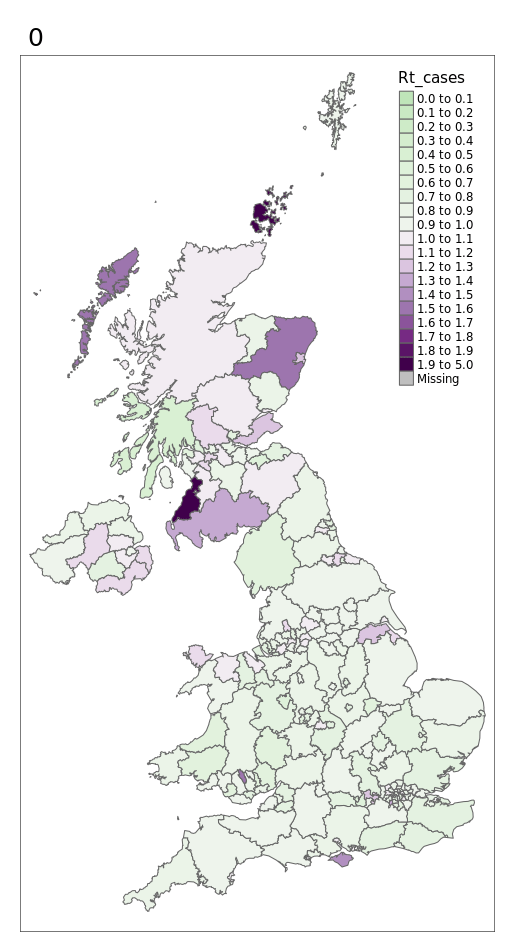 0
Rt_cases
0.0 to 0.1
0.1 to 0.2
0.2 to 0.3
0.3 to 0.4
0.4 to 0.5
0.5 to 0.6
0.6 to 0.7
0.7 to 0.8
0.8 to 0.9
0.9 to 1.0
1.0 to 1.1
1.1 to 1.2
1.2 to 1.3
1.3 to 1.4
1.4 to 1.5
1.5 to 1.6
1.6 to 1.7
1.7 to 1.8
1.8 to 1.9
1.9 to 5.0
Missing